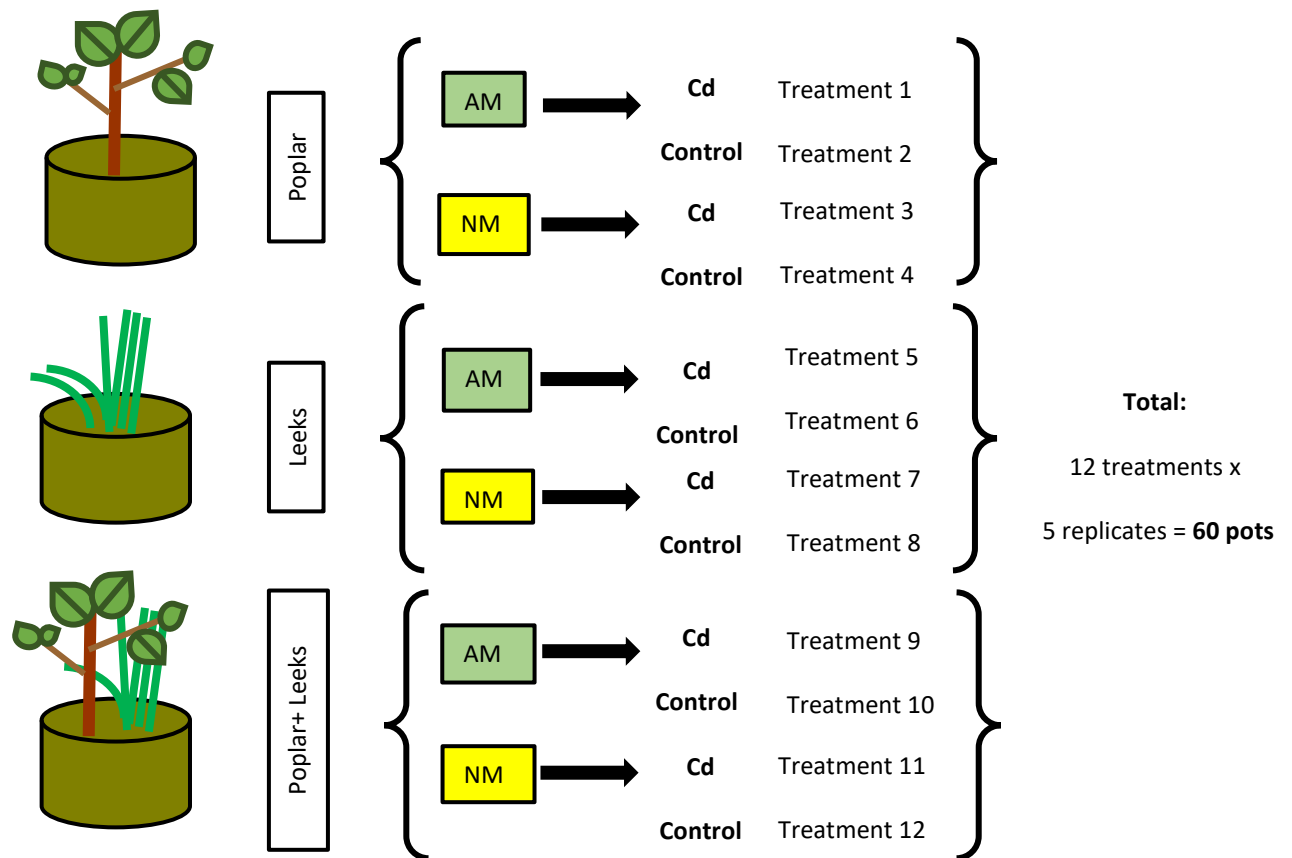 Poplar
AM
Cd Treatment 1
Control Treatment 2
NM
Cd Treatment 3
Control Treatment 4
Leeks
AM
Cd Treatment 5
Control Treatment 6
NM
Cd Treatment 7
Control Treatment 8
Poplar+ Leeks
AM
Cd Treatment 9
Control Treatment 10
NM
Cd Treatment 11
Control Treatment 12
Total:
12 treatments x
5 replicates = 60 pots